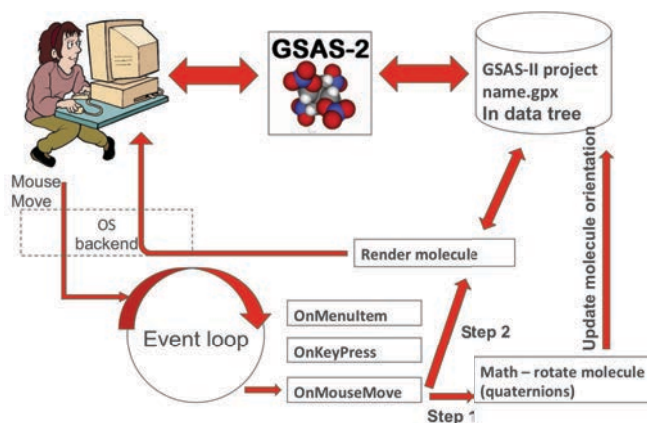 GSAS-2
GSAS-II project
name.gpx
In data tree
Mouse
Move
OS
backend
Render molecule
Update molecule orientation
Event loop
OnMenuItem
OnKeyPress
OnMouseMove
Step 2
Step 1
Math – rotate molecule
(quaternions)